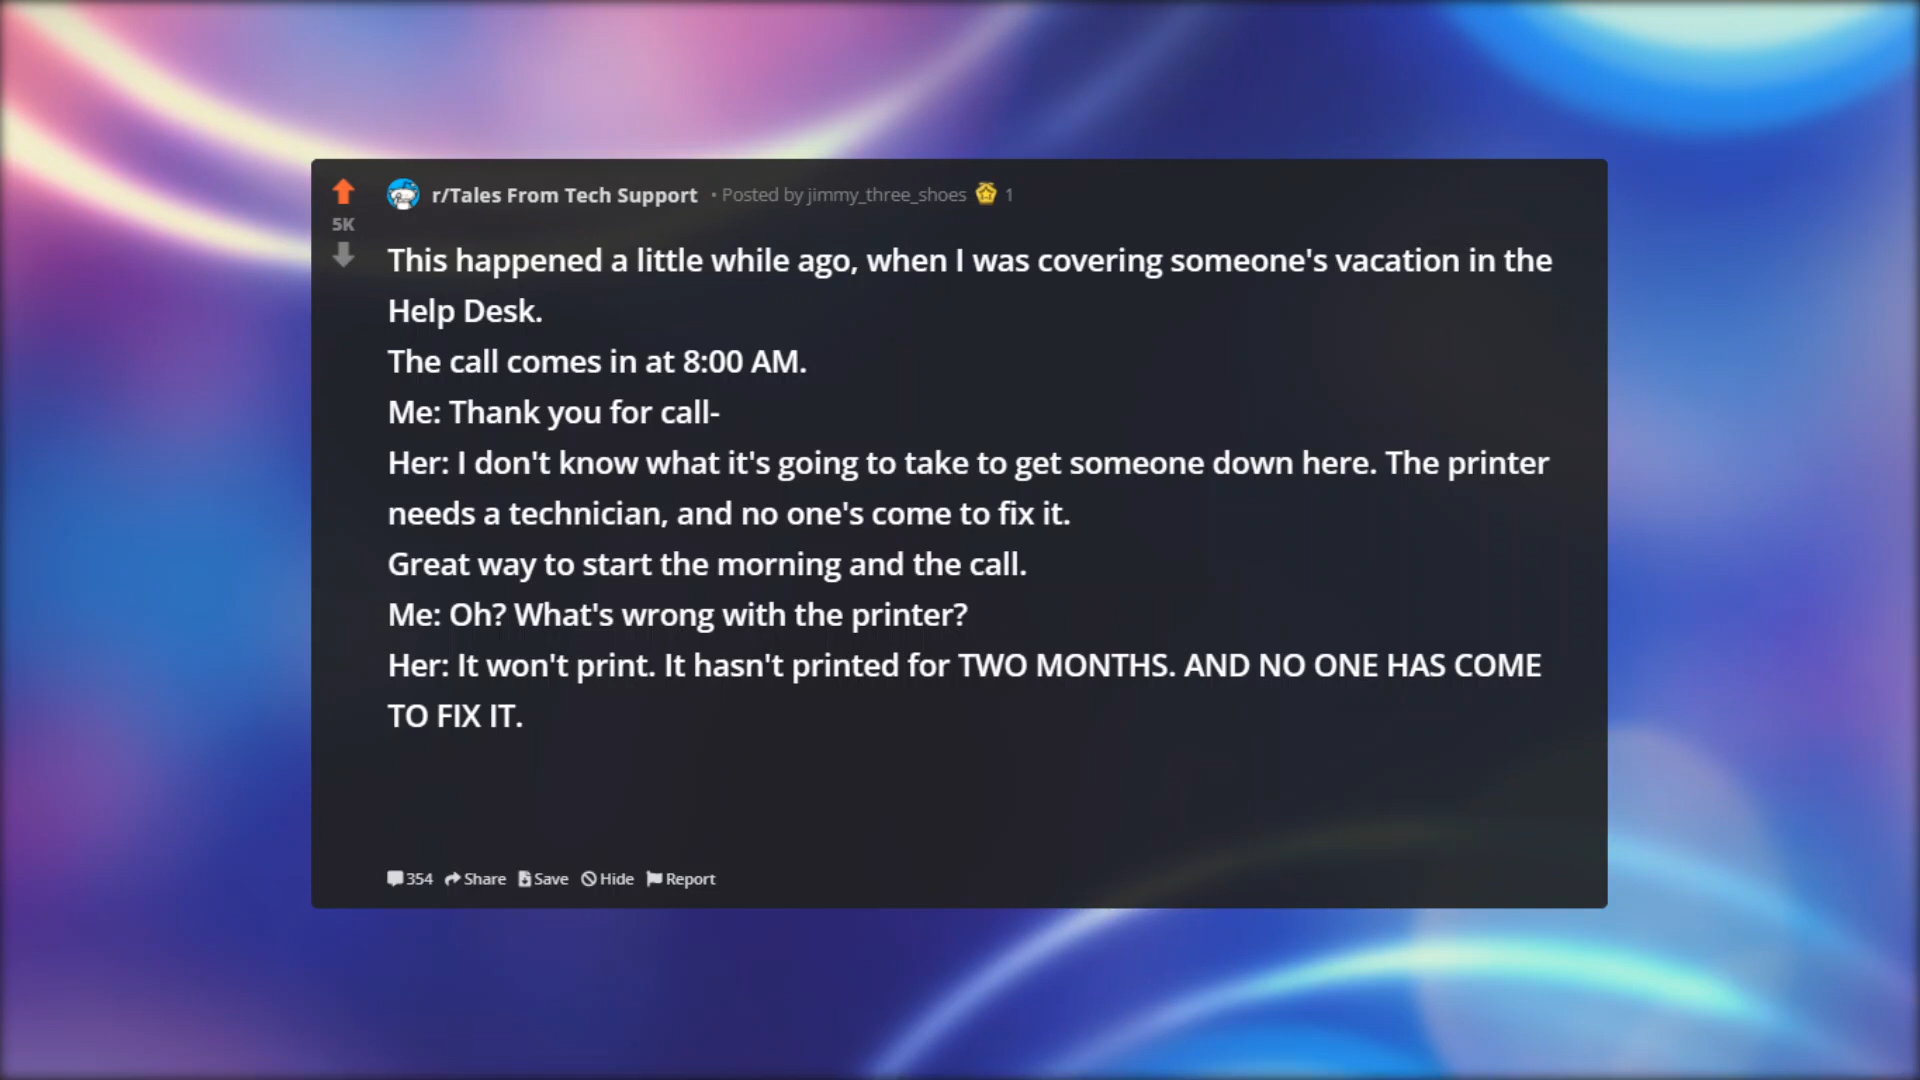 r/Tales From Tech Support • Posted by jimmy_three_shoes 1
5K
This happened a little while ago, when I was covering someone's vacation in the
Help Desk.
The call comes in at 8:00 AM.
Me: Thank you for call-
Her: I don't know what it's going to take to get someone down here. The printer
needs a technician, and no one's come to fix it.
Great way to start the morning and the call.
Me: Oh? What's wrong with the printer?
Her: It won't print. It hasn't printed for TWO MONTHS. AND NO ONE HAS COME
TO FIX IT.
354 Share Save Hide Report